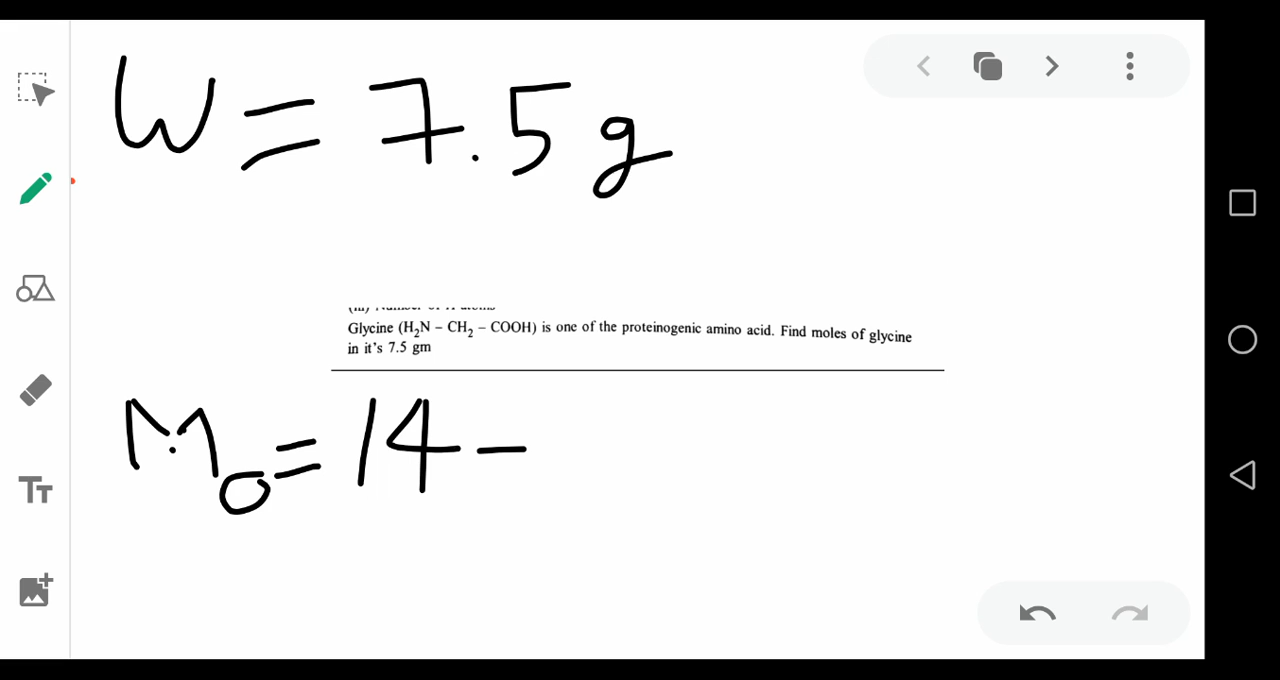 W = 7.5 g
Glycine (H₂N – CH₂ – COOH) is one of the proteinogenic amino acid. Find moles of glycine
in it's 7.5 gm
M₀ = 14 –
Tт